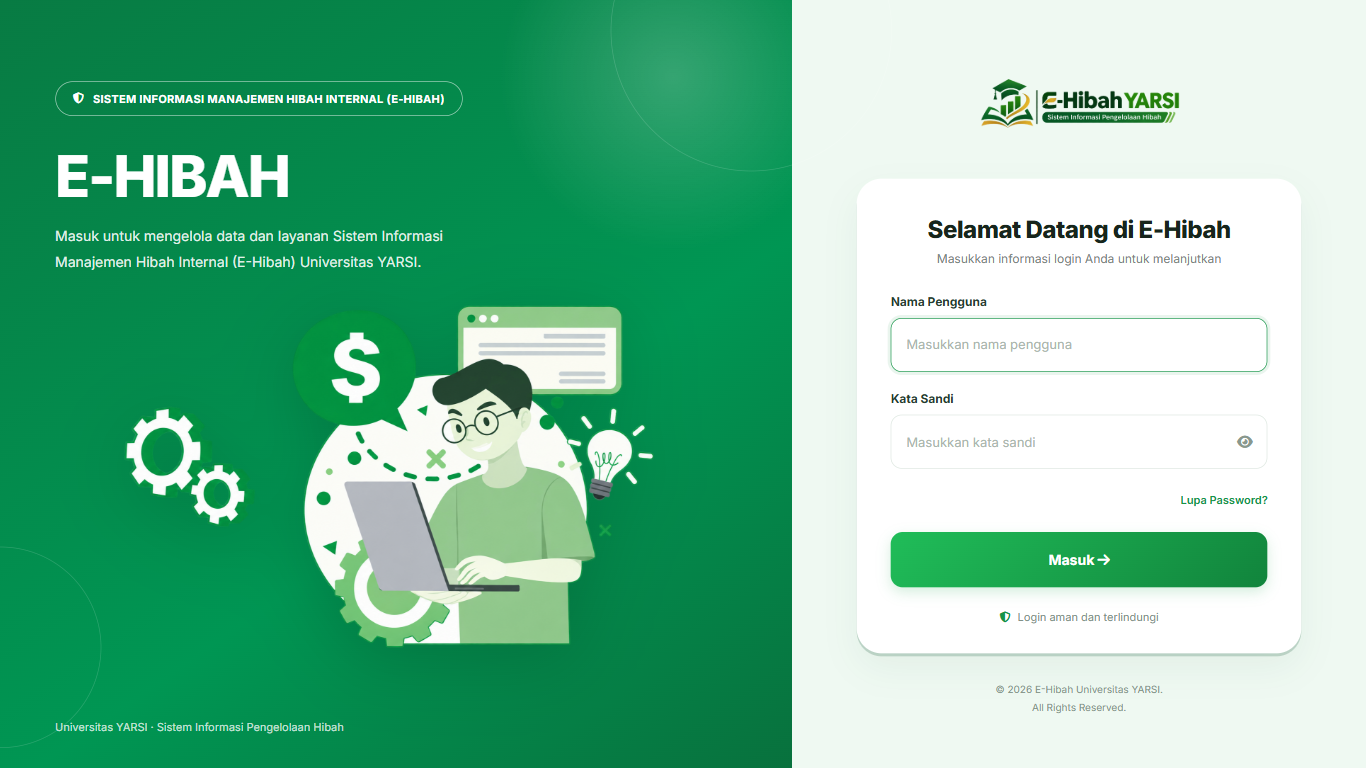 SISTEM INFORMASI MANAJEMEN HIBAH INTERNAL (E-HIBAH)
E-HIBAH
Masuk untuk mengelola data dan layanan Sistem Informasi
Manajemen Hibah Internal (E-Hibah) Universitas YARSI.
$
Universitas YARSI · Sistem Informasi Pengelolaan Hibah
E-Hibah YARSI
Sistem Informasi Pengelolaan Hibah
Selamat Datang di E-Hibah
Masukkan informasi login Anda untuk melanjutkan
Nama Pengguna
Masukkan nama pengguna
Kata Sandi
Masukkan kata sandi
Lupa Password?
Masuk →
Login aman dan terlindungi
© 2026 E-Hibah Universitas YARSI.
All Rights Reserved.